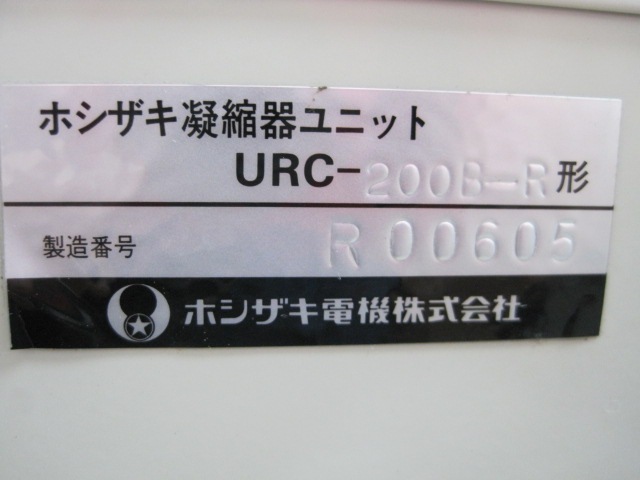 ホシザキ凝縮器ユニット
URC-200B-R形
製造番号 R00605
ホシザキ電機株式会社